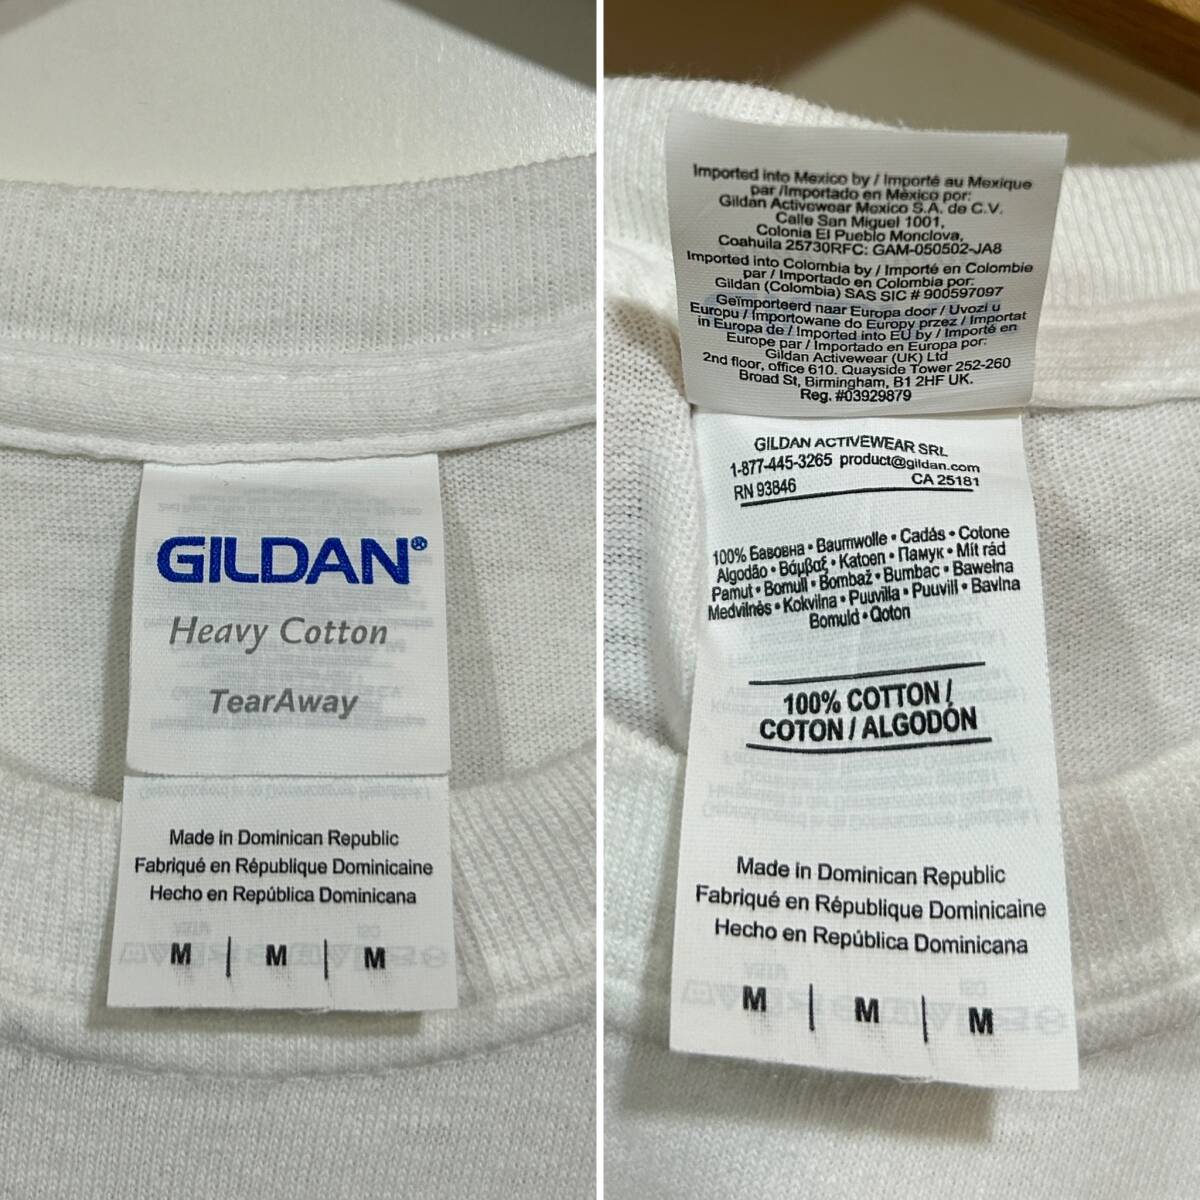 GILDAN®
Heavy Cotton
TearAway
Made in Dominican Republic
Fabriqué en République Dominicaine
Hecho en República Dominicana
M | M | M
Imported into Mexico by / Importé au Mexique
par /Importado en México por:
Gildan Activewear Mexico S.A. de C.V.
Calle San Miguel 1001,
Colonia El Pueblo Monclova,
Coahuila 25730RFC: GAM-050502-JA8
Imported into Colombia by / Importé en Colombie
par / Importado en Colombia por:
Gildan (Colombia) SAS SIC # 900597097
Geïmporteerd naar Europa door / Uvozi u
Europu / Importowane do Europy przez / Importat
in Europa de / Imported into EU by / Importé en
Europe par / Importado en Europa por:
Gildan Activewear (UK) Ltd
2nd floor, office 610. Quayside Tower 252-260
Broad St, Birmingham, B1 2HF UK.
Reg. #03929879
GILDAN ACTIVEWEAR SRL
1-877-445-3265 product@gildan.com
RN 93846 CA 25181
100% Бавовна • Baumwolle • Cadás • Cotone
Algodão • Βάμβαξ • Katoen • Памук • Mít rád
Pamut • Bomull • Bombaž • Bumbac • Bawełna
Medvilnės • Kokvilna • Puuvilla • Puuvill • Bavlna
Bomuld • Qoton
100% COTTON /
COTON / ALGODÓN
Made in Dominican Republic
Fabriqué en République Dominicaine
Hecho en República Dominicana
M | M | M